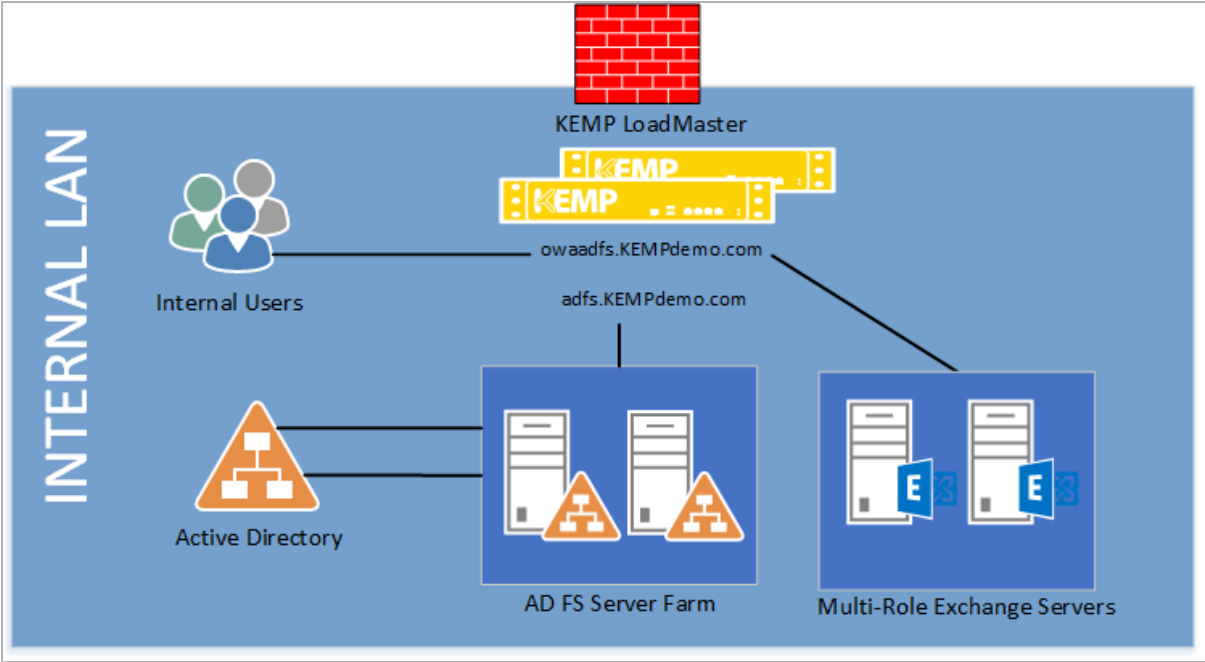 KEMP LoadMaster
KEMP
KEMP
INTERNAL LAN
owaadfs.KEMPdemo.com
Internal Users
adfs.KEMPdemo.com
Active Directory
E
E
AD FS Server Farm
Multi-Role Exchange Servers